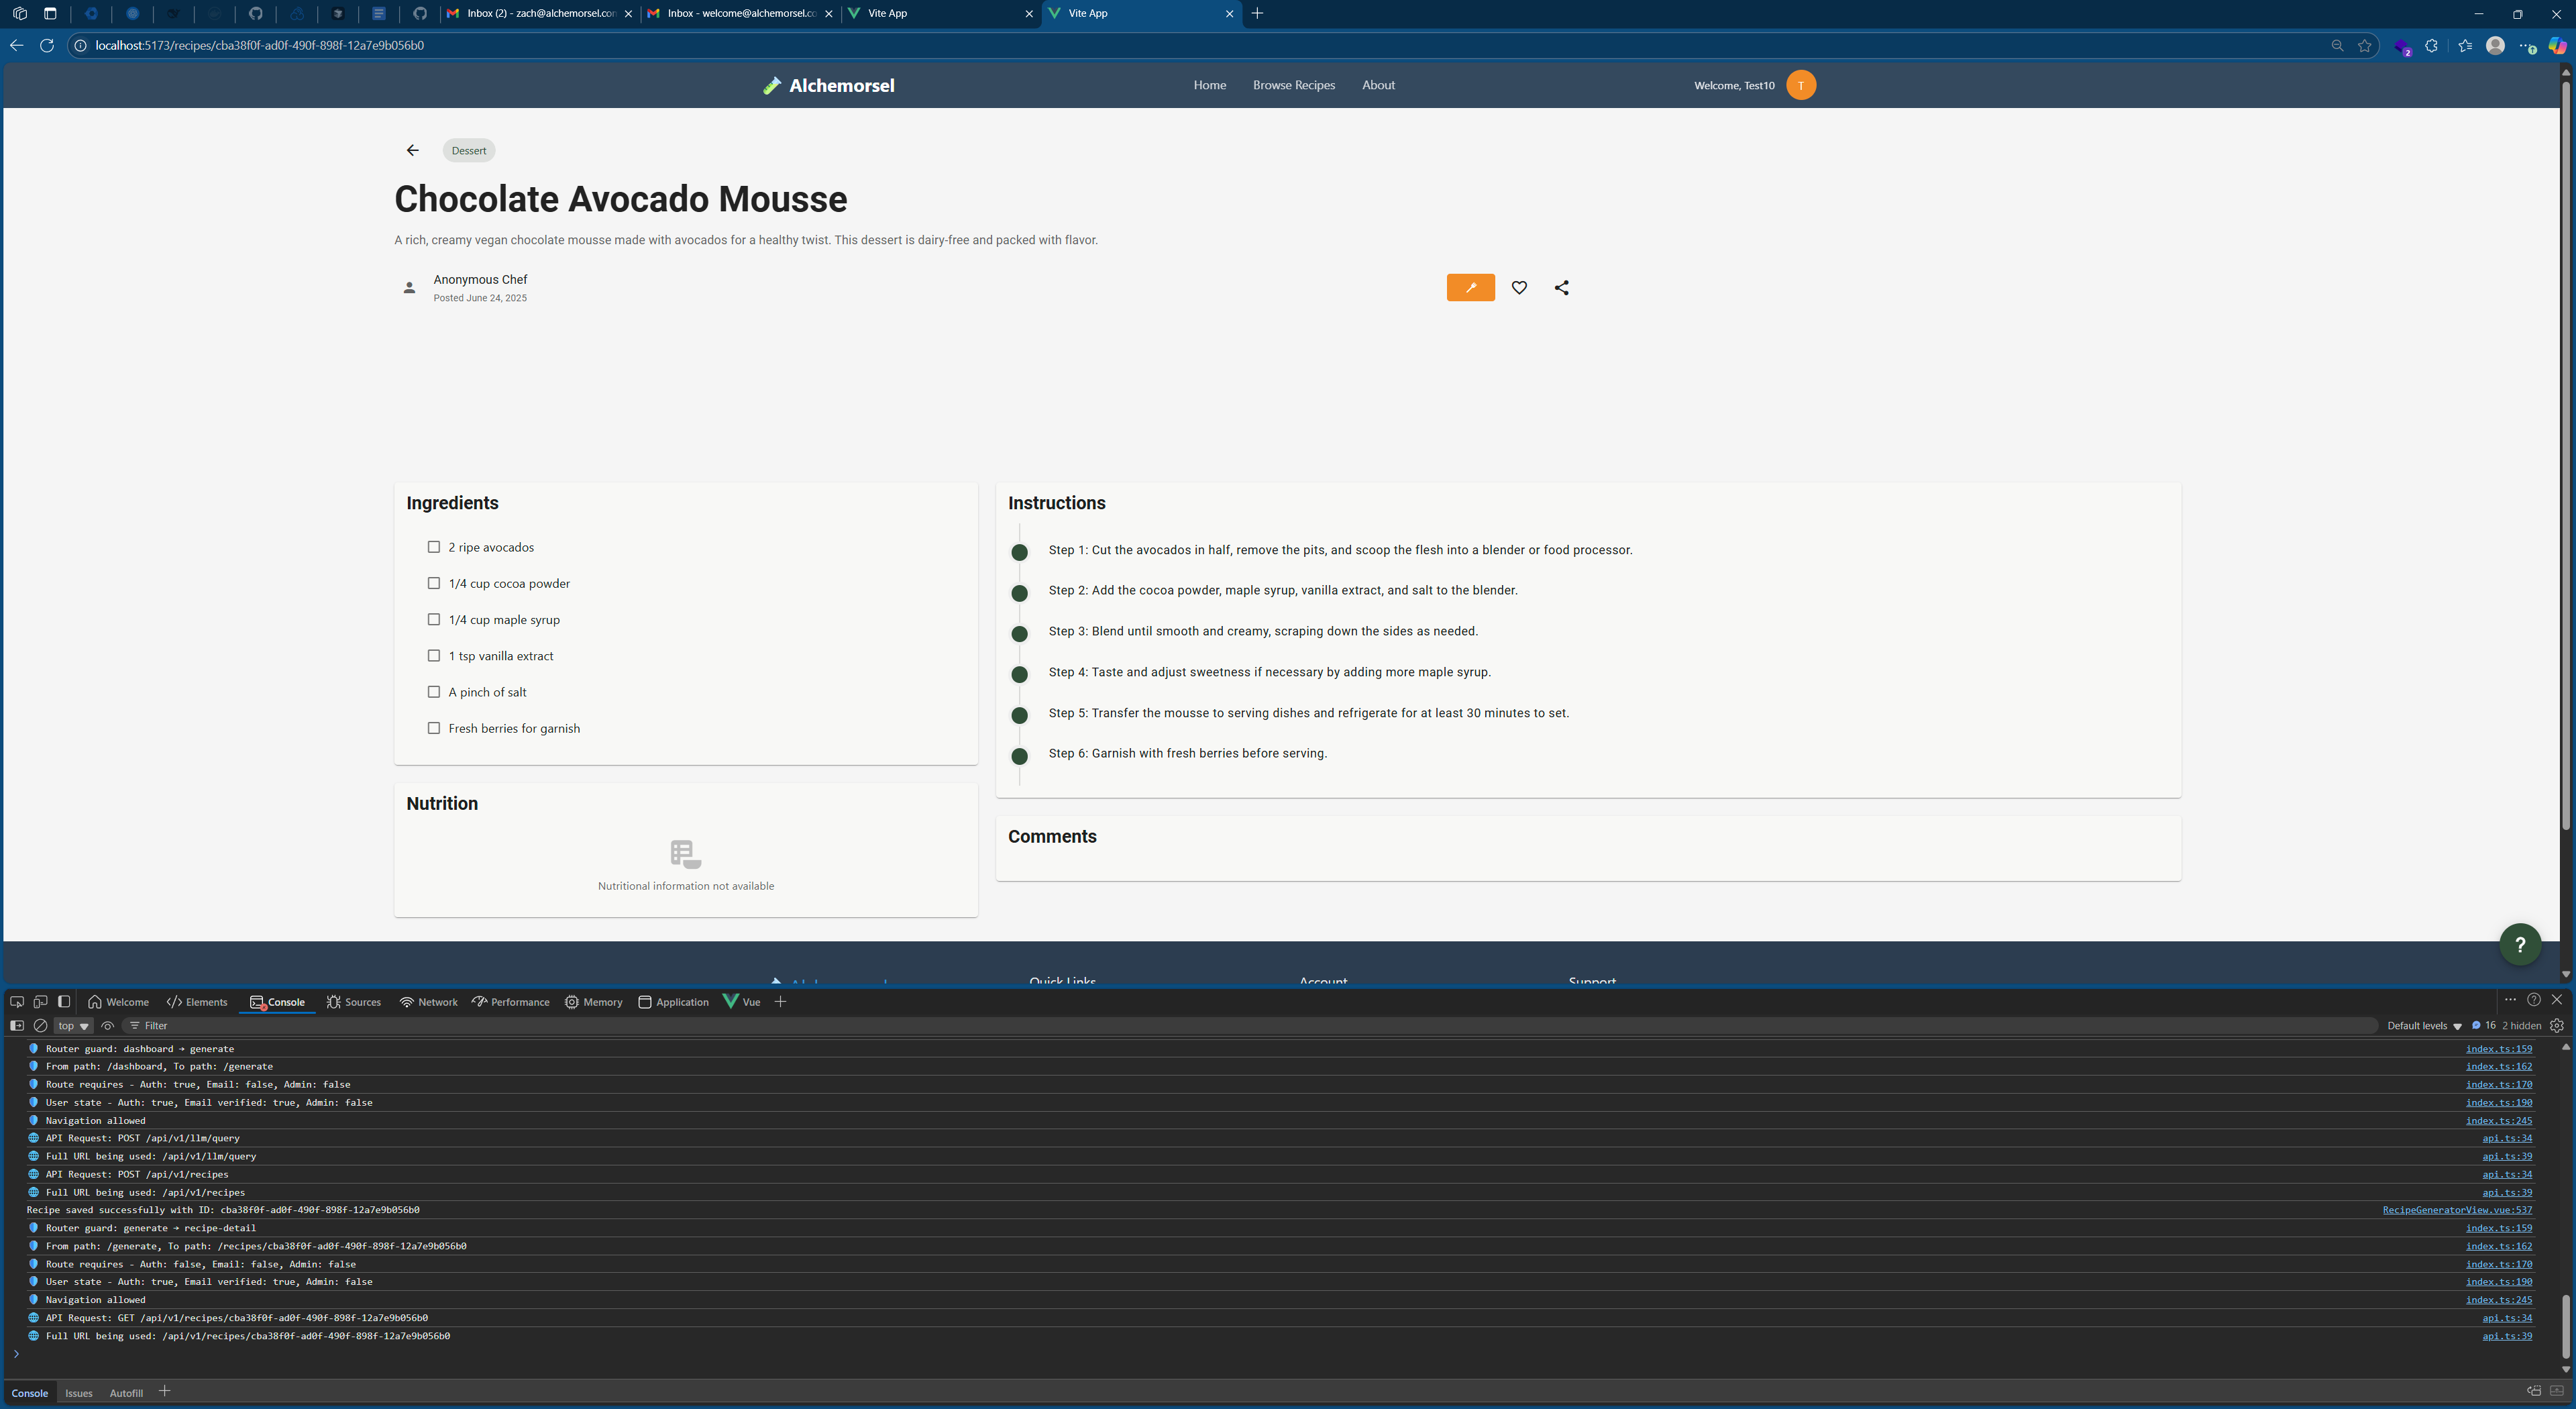 Inbox (2) - zach@alchemorsel.con
Inbox - welcome@alchemorsel.co
Vite App
Vite App
localhost:5173/recipes/cba38f0f-ad0f-490f-898f-12a7e9b056b0
2
Alchemorsel
Home
Browse Recipes
About
Welcome, Test10
T
Dessert
Chocolate Avocado Mousse
A rich, creamy vegan chocolate mousse made with avocados for a healthy twist. This dessert is dairy-free and packed with flavor.
Anonymous Chef
Posted June 24, 2025
Ingredients
2 ripe avocados
1/4 cup cocoa powder
1/4 cup maple syrup
1 tsp vanilla extract
A pinch of salt
Fresh berries for garnish
Nutrition
Nutritional information not available
Instructions
Step 1: Cut the avocados in half, remove the pits, and scoop the flesh into a blender or food processor.
Step 2: Add the cocoa powder, maple syrup, vanilla extract, and salt to the blender.
Step 3: Blend until smooth and creamy, scraping down the sides as needed.
Step 4: Taste and adjust sweetness if necessary by adding more maple syrup.
Step 5: Transfer the mousse to serving dishes and refrigerate for at least 30 minutes to set.
Step 6: Garnish with fresh berries before serving.
Comments
?
Quick Links
Account
Support
Welcome
Elements
Console
Sources
Network
Performance
Memory
Application
Vue
top
Filter
Default levels
16
2 hidden
Router guard: dashboard → generate index.ts:159
From path: /dashboard, To path: /generate index.ts:162
Route requires - Auth: true, Email: false, Admin: false index.ts:170
User state - Auth: true, Email verified: true, Admin: false index.ts:190
Navigation allowed index.ts:245
API Request: POST /api/v1/llm/query api.ts:34
Full URL being used: /api/v1/llm/query api.ts:39
API Request: POST /api/v1/recipes api.ts:34
Full URL being used: /api/v1/recipes api.ts:39
Recipe saved successfully with ID: cba38f0f-ad0f-490f-898f-12a7e9b056b0 RecipeGeneratorView.vue:537
Router guard: generate → recipe-detail index.ts:159
From path: /generate, To path: /recipes/cba38f0f-ad0f-490f-898f-12a7e9b056b0 index.ts:162
Route requires - Auth: false, Email: false, Admin: false index.ts:170
User state - Auth: true, Email verified: true, Admin: false index.ts:190
Navigation allowed index.ts:245
API Request: GET /api/v1/recipes/cba38f0f-ad0f-490f-898f-12a7e9b056b0 api.ts:34
Full URL being used: /api/v1/recipes/cba38f0f-ad0f-490f-898f-12a7e9b056b0 api.ts:39
Console
Issues
Autofill